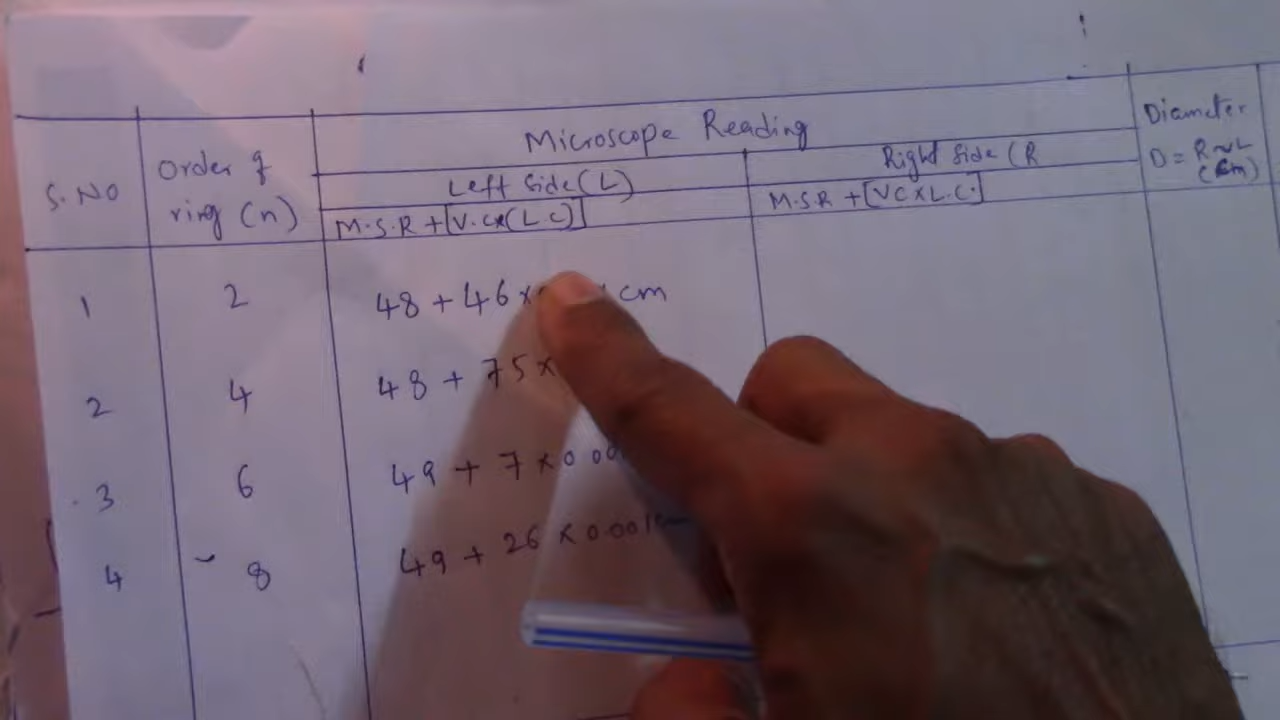 Microscope Reading
Diameter
D = R~L
(cm)
S. No
Order of
ring (n)
Left Side (L)
Right Side (R
M.S.R + [V.C×(L.C)]
M.S.R + [VC×L.C.]
1 2 48 + 46 × cm
2 4 48 + 75 ×
3 6 49 + 7 × 0.00
4 8 49 + 26 × 0.001